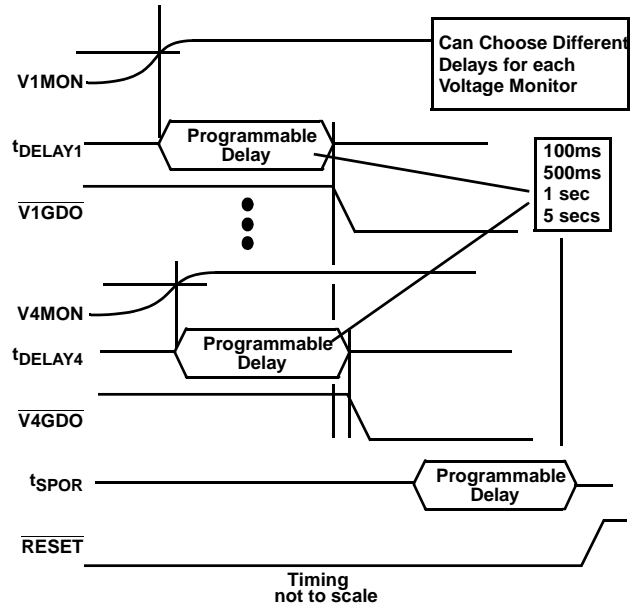 Can Choose Different
Delays for each
Voltage Monitor
V1MON
tDELAY1
Programmable
Delay
100ms
500ms
1 sec
5 secs
V1GDO
V4MON
tDELAY4
Programmable
Delay
V4GDO
tSPOR
Programmable
Delay
RESET
Timing
not to scale